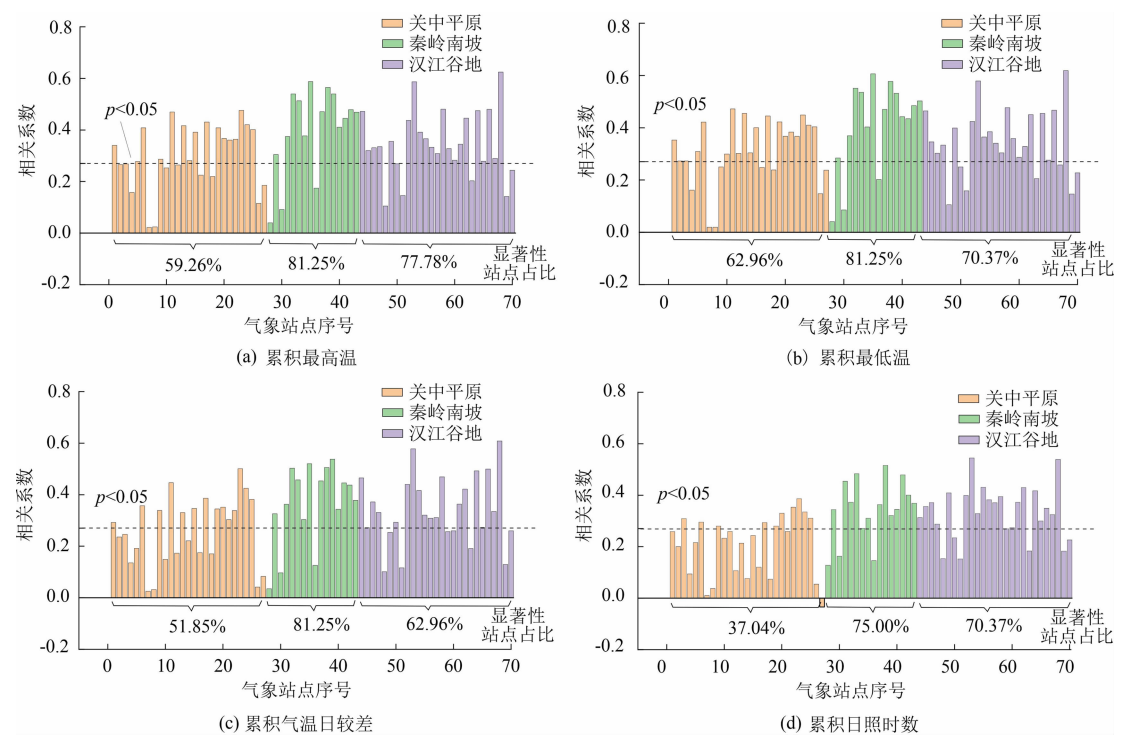 0.8
0.6
0.4
0.2
0.0
-0.2
相关系数
关中平原
秦岭南坡
汉江谷地
p<0.05
59.26%
81.25%
77.78%
显著性
站点占比
0 10 20 30 40 50 60 70
气象站点序号
(a) 累积最高温
0.8
0.6
0.4
0.2
0.0
-0.2
相关系数
关中平原
秦岭南坡
汉江谷地
p<0.05
62.96%
81.25%
70.37%
显著性
站点占比
0 10 20 30 40 50 60 70
气象站点序号
(b) 累积最低温
0.8
0.6
0.4
0.2
0.0
-0.2
相关系数
关中平原
秦岭南坡
汉江谷地
p<0.05
51.85%
81.25%
62.96%
显著性
站点占比
0 10 20 30 40 50 60 70
气象站点序号
(c) 累积气温日较差
0.8
0.6
0.4
0.2
0.0
-0.2
相关系数
关中平原
秦岭南坡
汉江谷地
p<0.05
37.04%
75.00%
70.37%
显著性
站点占比
0 10 20 30 40 50 60 70
气象站点序号
(d) 累积日照时数